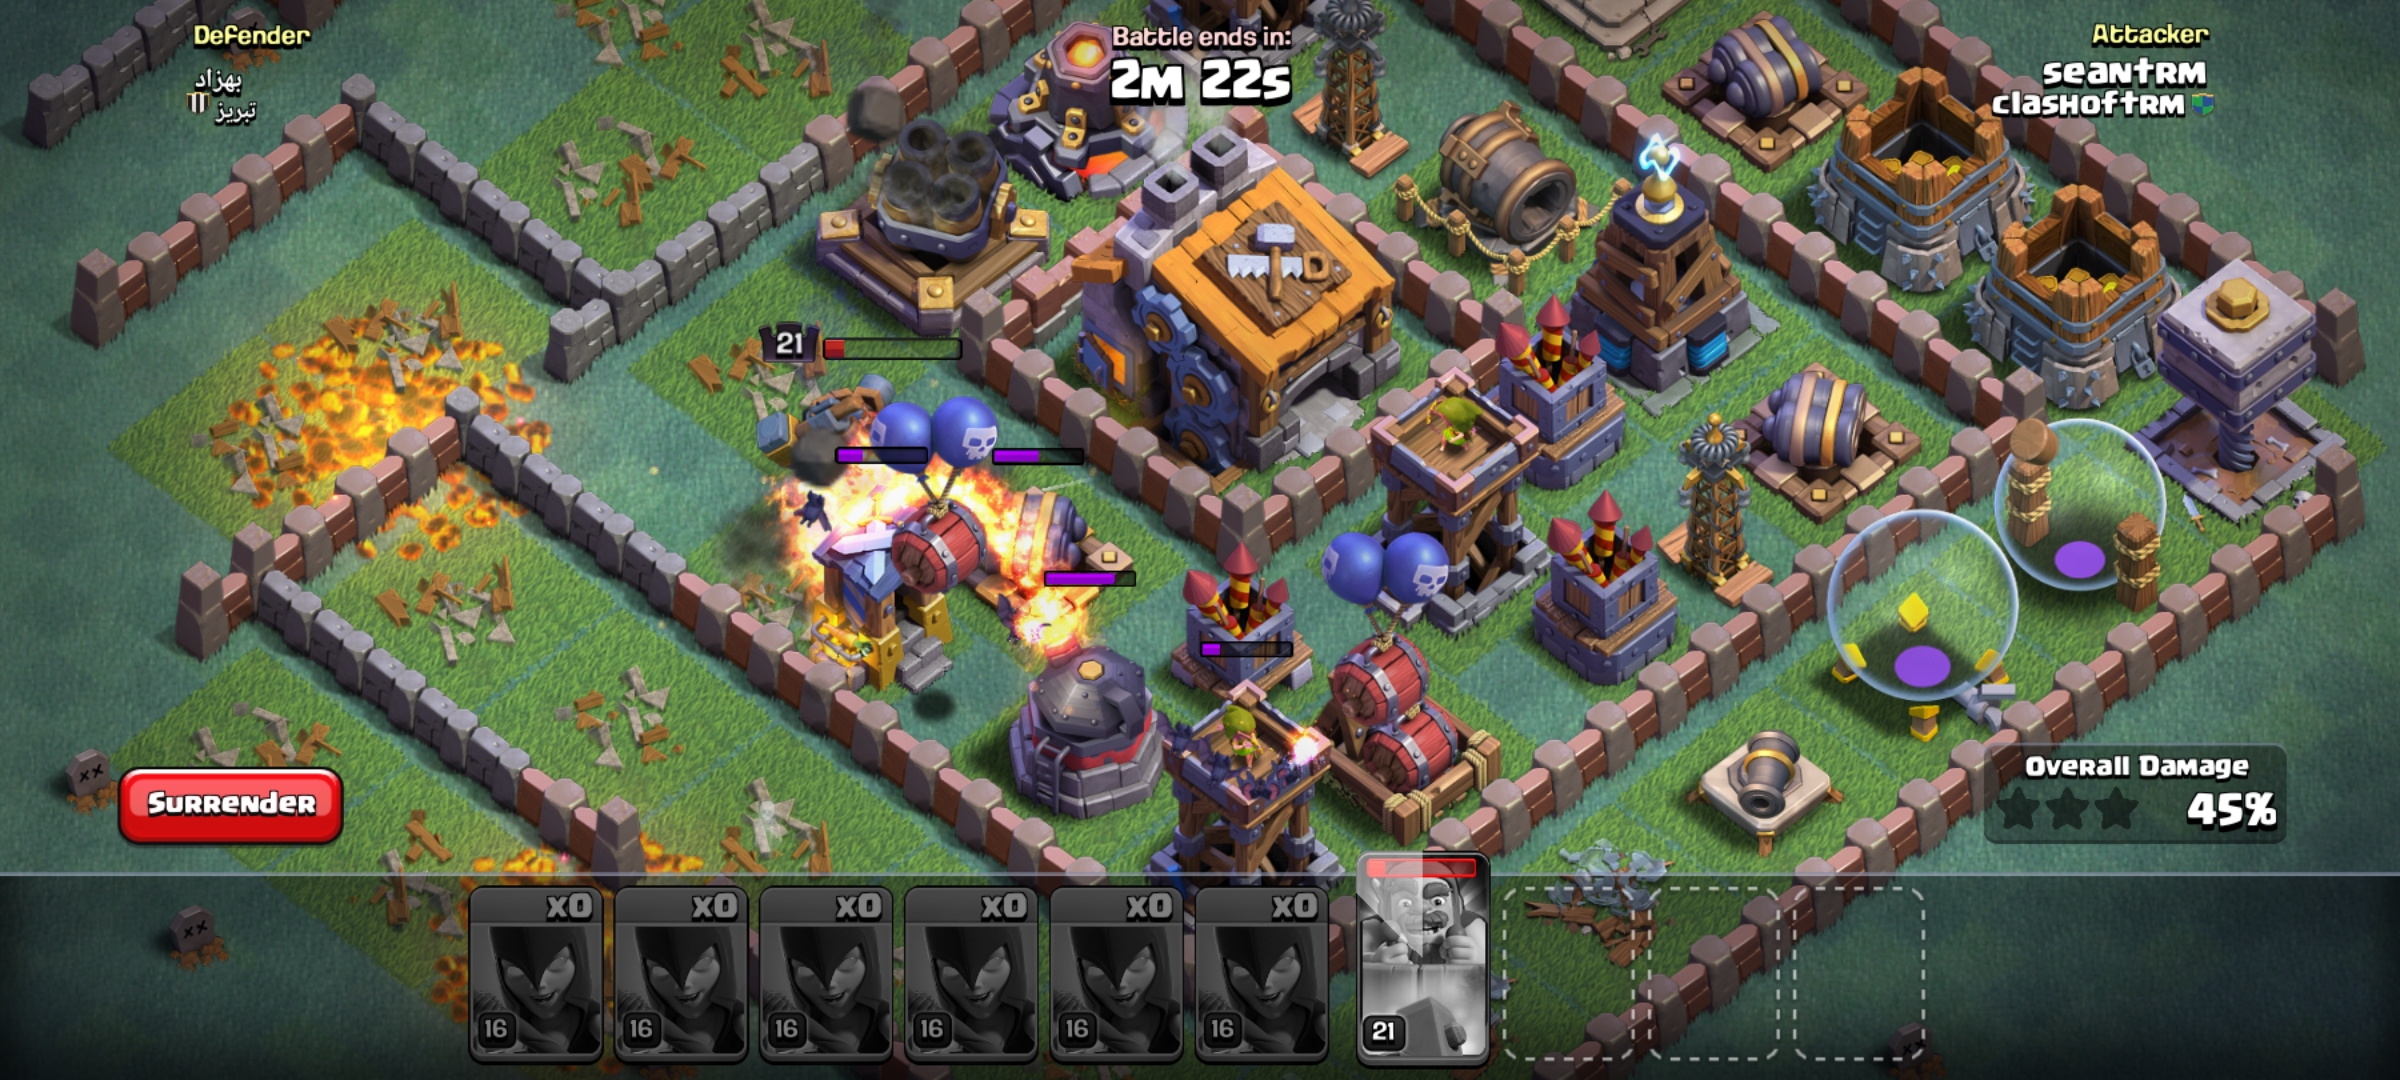 Defender
بهزاد
تبریز
Battle ends in:
2M 22s
Attacker
seantRM
clashoftRM
21
Surrender
Overall Damage
45%
x0
x0
x0
x0
x0
x0
16
16
16
16
16
16
21